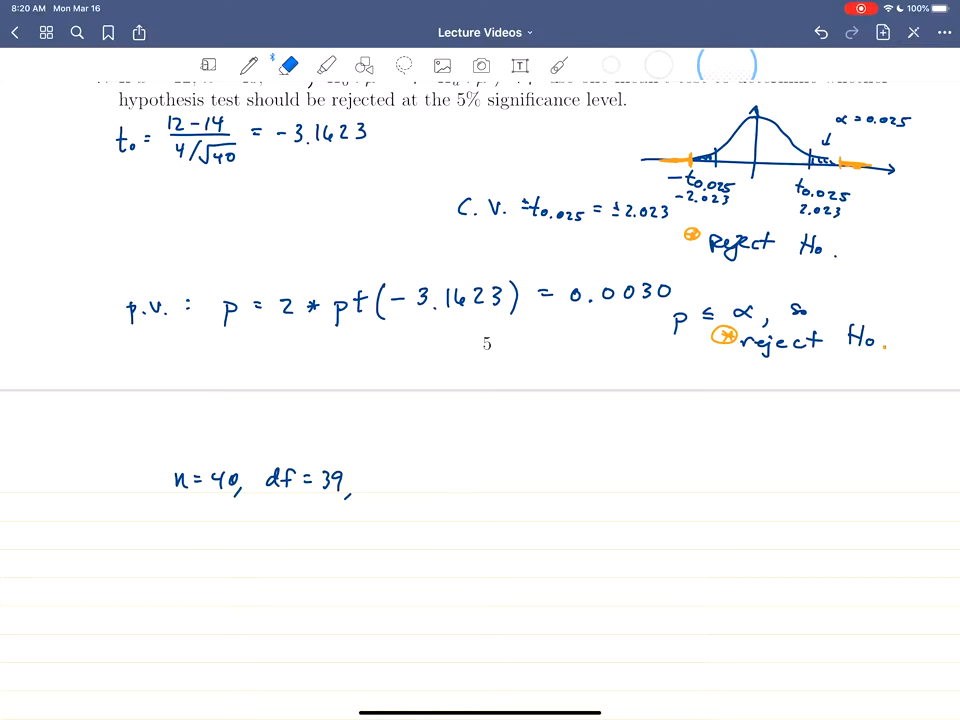 8:20 AM Mon Mar 16
100%
Lecture Videos
hypothesis test should be rejected at the 5% significance level.
t₀ = (12 - 14) / (4/√40) = -3.1623
α = 0.025
-t0.025
-2.023
t0.025
2.023
C. V. ±t0.025 = ±2.023
reject H₀.
p.v. : p = 2 * pt(-3.1623) = 0.0030
p ≤ α, so
* reject H₀.
5
n = 40, df = 39,